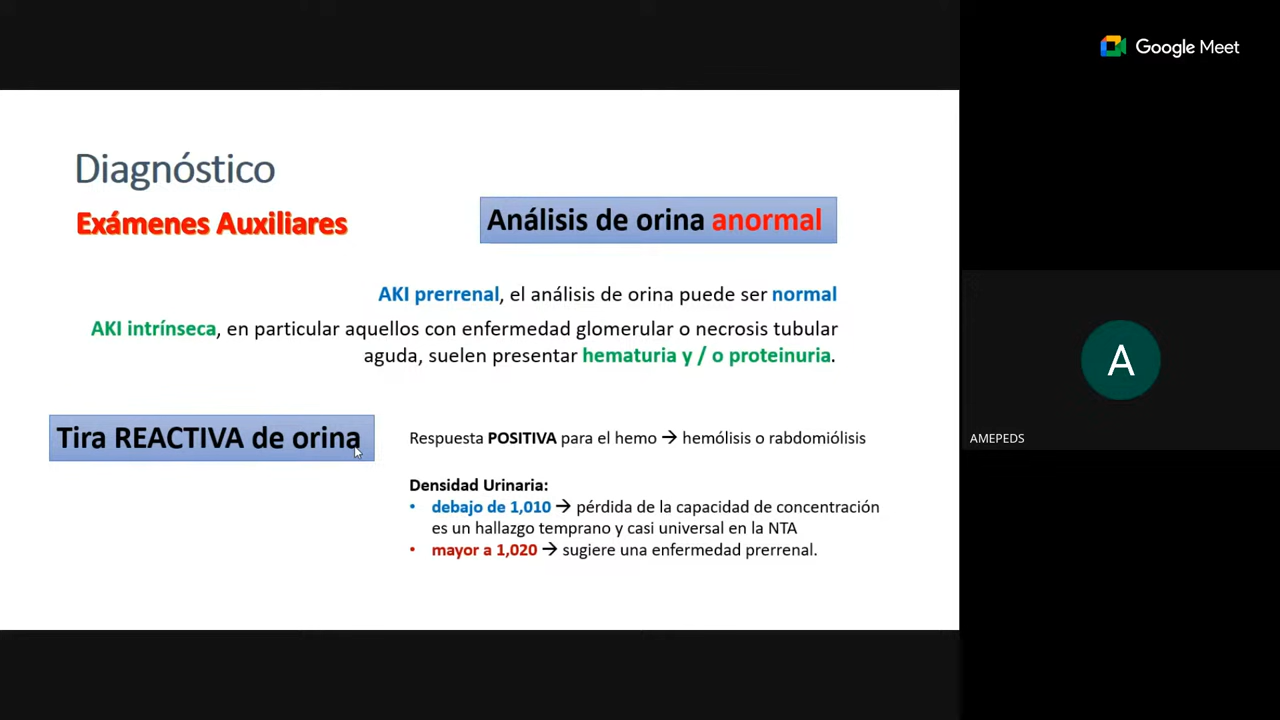 Google Meet
Diagnóstico
Exámenes Auxiliares
Análisis de orina anormal
AKI prerrenal, el análisis de orina puede ser normal
AKI intrínseca, en particular aquellos con enfermedad glomerular o necrosis tubular
aguda, suelen presentar hematuria y / o proteinuria.
Tira REACTIVA de orina
Respuesta POSITIVA para el hemo → hemólisis o rabdomiólisis
Densidad Urinaria:
• debajo de 1,010 → pérdida de la capacidad de concentración
es un hallazgo temprano y casi universal en la NTA
• mayor a 1,020 → sugiere una enfermedad prerrenal.
A
AMEPEDS